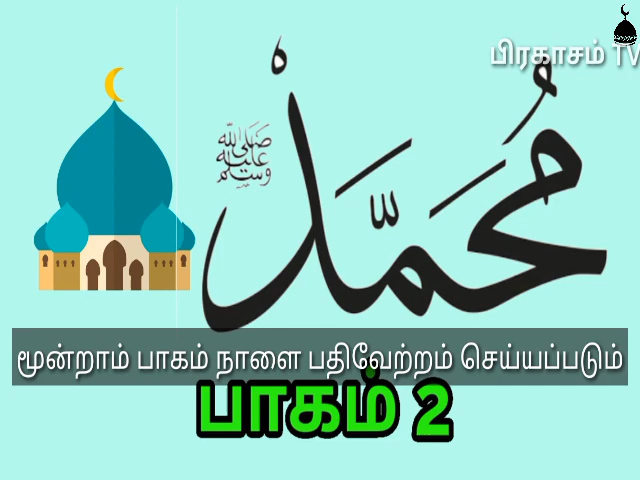 பிரகாசம் TV
محمد
صلى الله
عليه
وسلم
மூன்றாம் பாகம் நாளை பதிவேற்றம் செய்யப்படும்
பாகம் 2